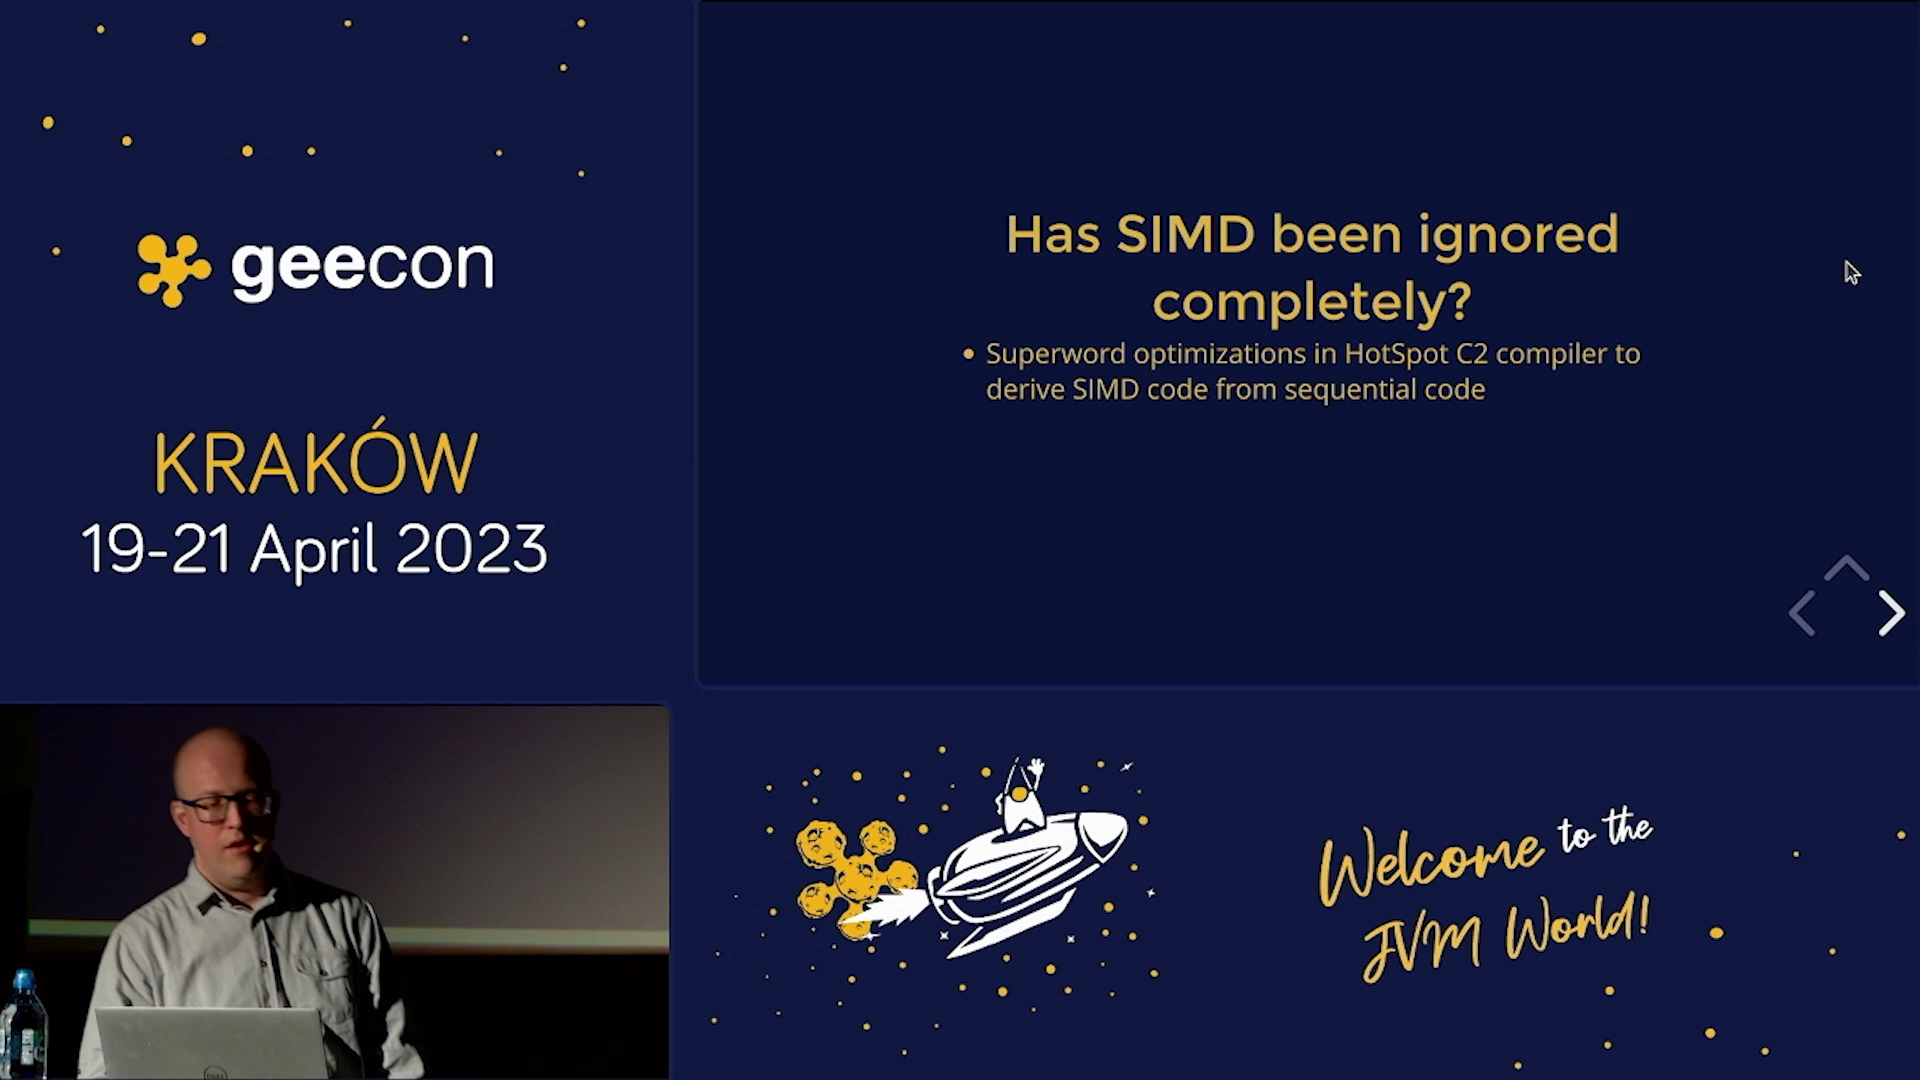 geecon
KRAKÓW
19-21 April 2023
Has SIMD been ignored
completely?
• Superword optimizations in HotSpot C2 compiler to
derive SIMD code from sequential code
Welcome to the
JVM World!
DELL